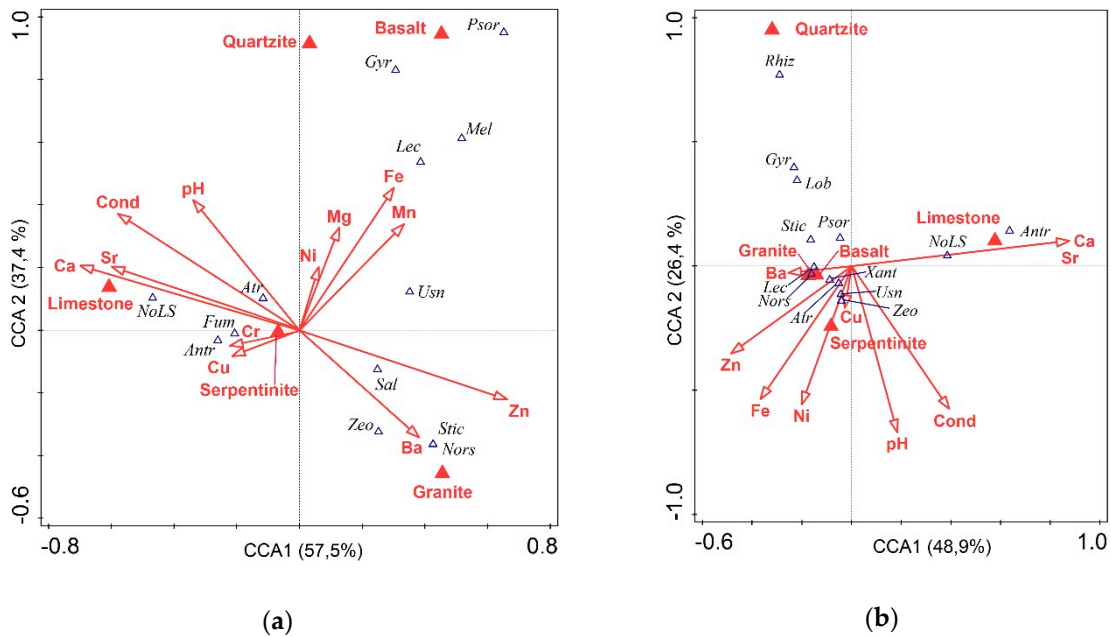 1.0
Basalt
Psor
Quartzite
Gyr
Mel
Lec
Fe
pH
Cond
Mg
Mn
Sr
Ca
Ni
Limestone
NoLS
Atr
Usn
Fum
Cr
Antr
Cu
Serpentinite
Sal
Zn
Zeo
Ba
Stic
Nors
Granite
CCA 2 (37,4 %)
-0.6
-0.8
CCA1 (57,5%)
0.8
(a)
1.0
Quartzite
Rhiz
Gyr
Lob
Stic
Psor
Limestone
Antr
NoLS
Ca
Sr
Granite
Basalt
Ba
Xant
Lec
Nors
Usn
Atr
Cu
Zeo
Serpentinite
Zn
Fe
Ni
Cond
pH
CCA 2 (26,4 %)
-1.0
-0.6
CCA1 (48,9%)
1.0
(b)